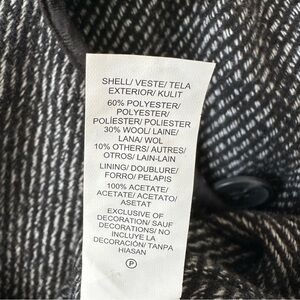 SHELL/ VESTE/ TELA
EXTERIOR/ KULIT
60% POLYESTER/
POLYESTER/
POLIÉSTER/ POLIESTER
30% WOOL/ LAINE/
LANA/ WOL
10% OTHERS/ AUTRES/
OTROS/ LAIN-LAIN
LINING/ DOUBLURE/
FORRO/ PELAPIS
100% ACETATE/
ACÉTATE/ ACETATO/
ASETAT
EXCLUSIVE OF
DECORATION/ SAUF
DECORATIONS/ NO
INCLUYE LA
DECORACIÓN/ TANPA
HIASAN
P